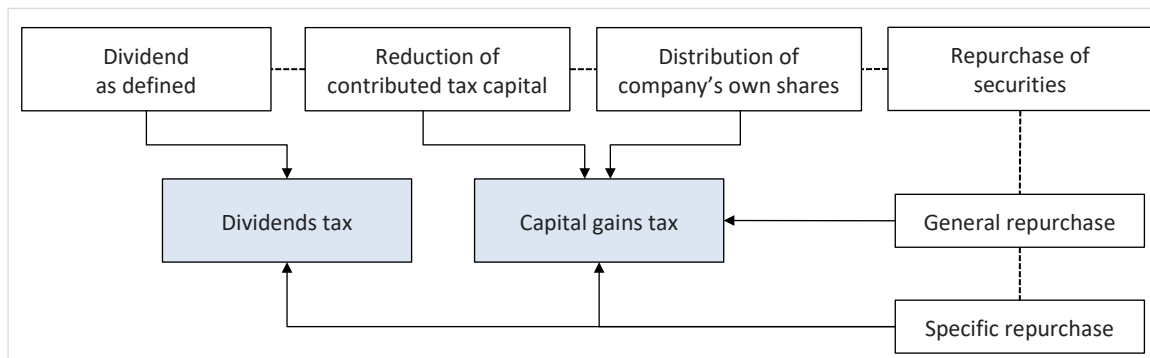 Dividend
as defined
Reduction of
contributed tax capital
Distribution of
company's own shares
Repurchase of
securities
Dividends tax
Capital gains tax
General repurchase
Specific repurchase